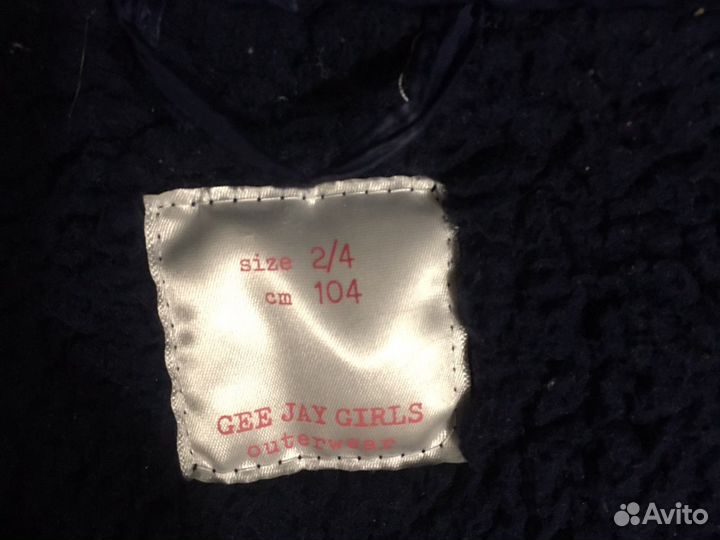 size 2/4
cm 104
GEE JAY GIRLS
outerwear
Avito